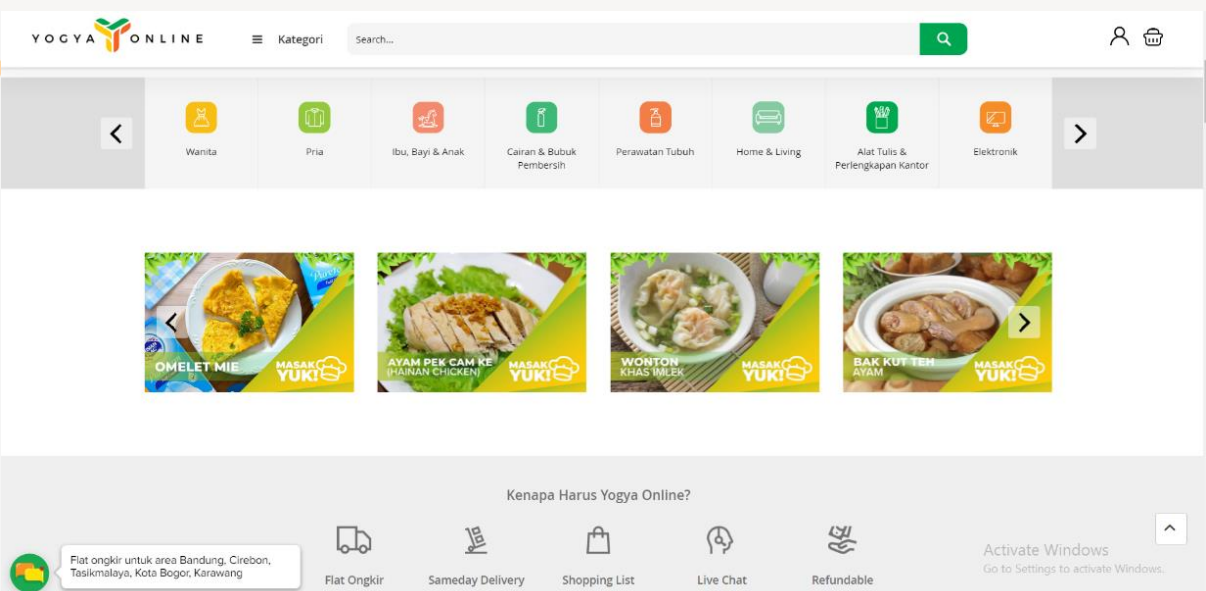 YOGYA ONLINE
Kategori
Search...
Wanita
Pria
Ibu, Bayi & Anak
Cairan & Bubuk
Pembersih
Perawatan Tubuh
Home & Living
Alat Tulis &
Perlengkapan Kantor
Elektronik
OMELET MIE
MASAK
YUK!
AYAM PEK CAM KE
(HAINAN CHICKEN)
MASAK
YUK!
WONTON
KHAS IMLEK
MASAK
YUK!
BAK KUT TEH
AYAM
MASAK
YUK!
Kenapa Harus Yogya Online?
Flat ongkir untuk area Bandung, Cirebon,
Tasikmalaya, Kota Bogor, Karawang
Flat Ongkir
Sameday Delivery
Shopping List
Live Chat
Refundable
Activate Windows
Go to Settings to activate Windows.